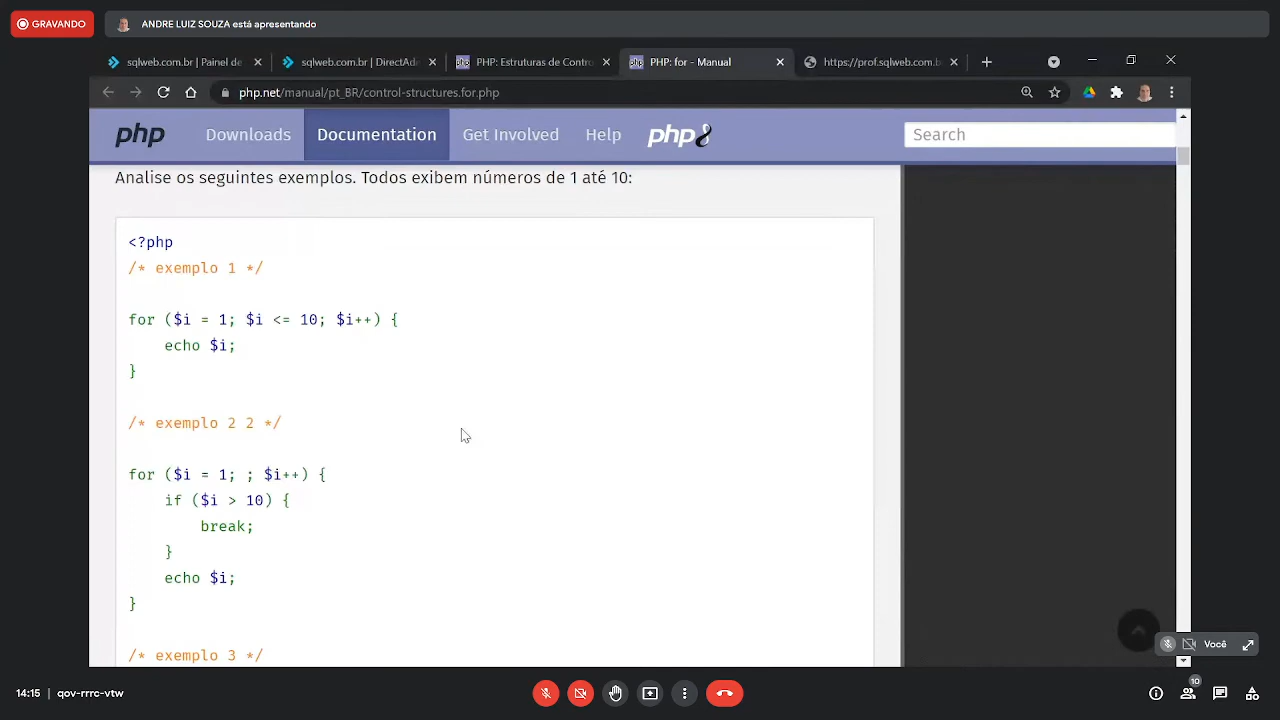 GRAVANDO
ANDRE LUIZ SOUZA está apresentando
sqlweb.com.br | Painel de
sqlweb.com.br | DirectAde
php PHP: Estruturas de Contro
php PHP: for - Manual
https://prof.sqlweb.com.b
php.net/manual/pt_BR/control-structures.for.php
php Downloads Documentation Get Involved Help php8 Search
Analise os seguintes exemplos. Todos exibem números de 1 até 10:
<?php
/* exemplo 1 */
for ($i = 1; $i <= 10; $i++) {
echo $i;
}
/* exemplo 2 2 */
for ($i = 1; ; $i++) {
if ($i > 10) {
break;
}
echo $i;
}
/* exemplo 3 */
Você
14:15 | qov-rrrc-vtw
10